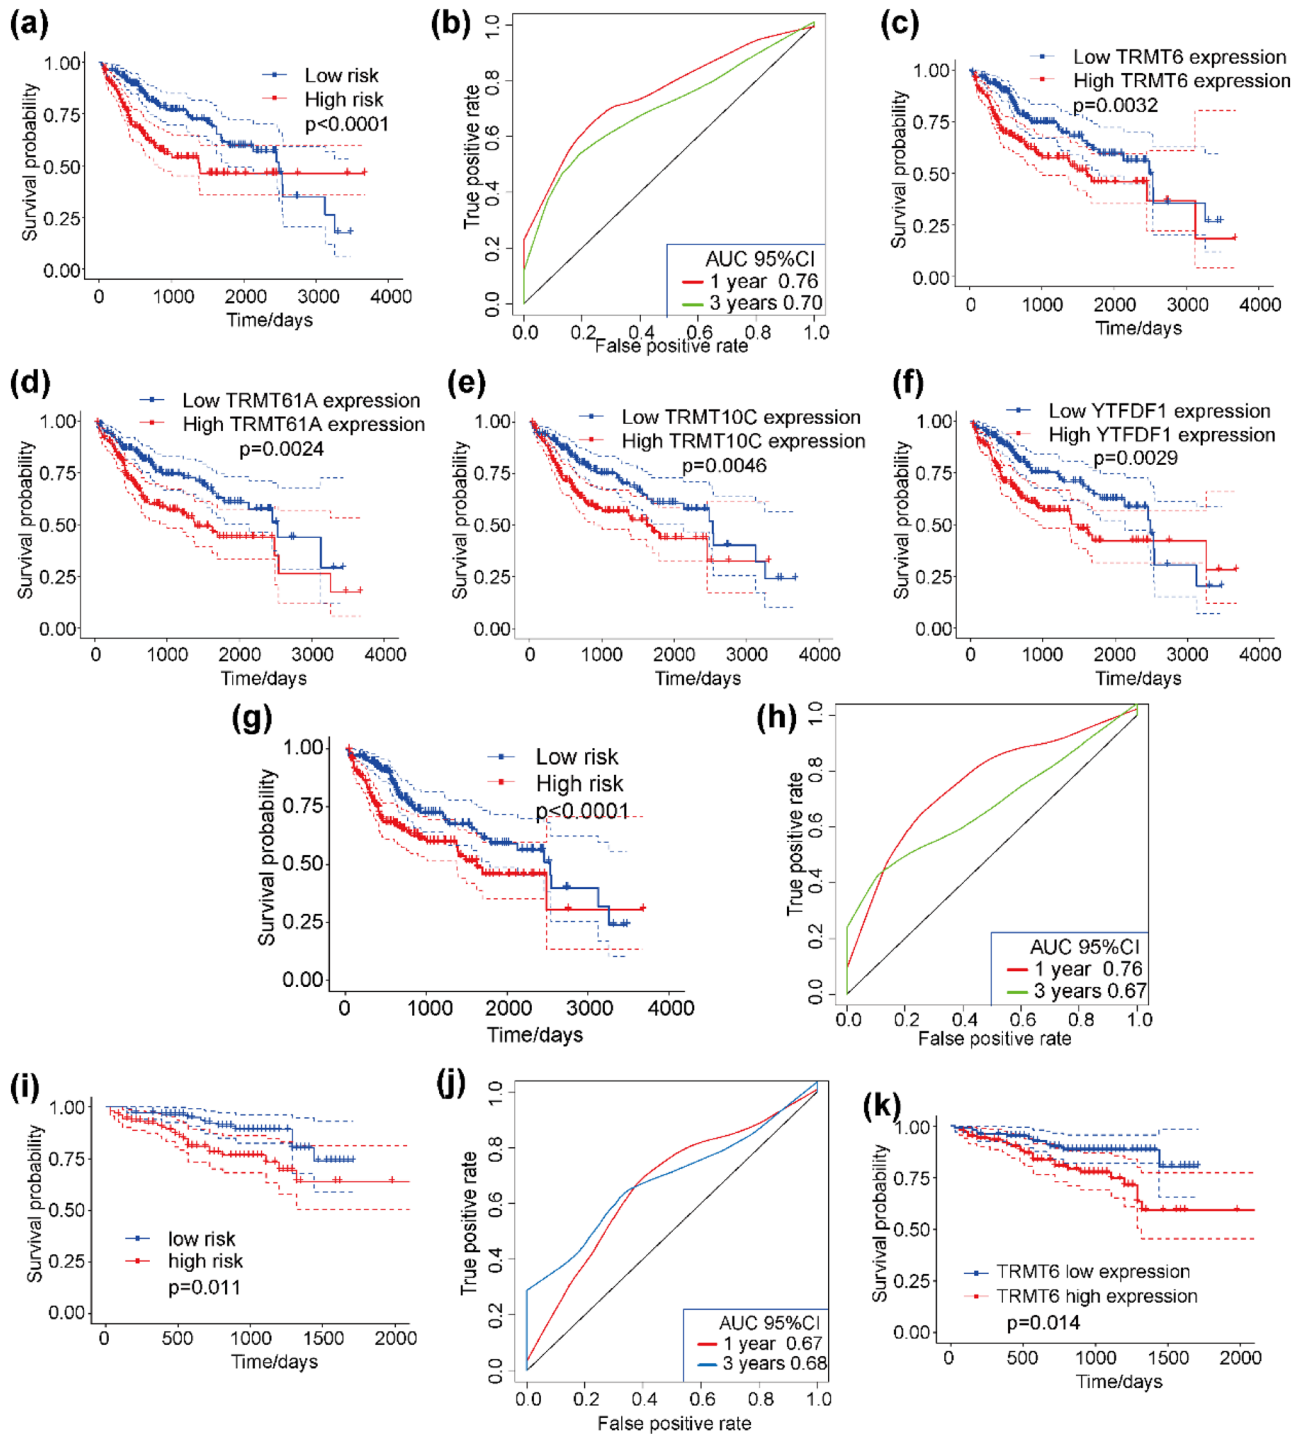 (a)
Survival probability
1.00
0.75
0.50
0.25
0.00
Low risk
High risk
p<0.0001
0 1000 2000 3000 4000
Time/days
(b)
True positive rate
1.0
0.8
0.6
0.4
0.2
0.0
AUC 95%CI
1 year 0.76
3 years 0.70
0.0 0.2 0.4 0.6 0.8 1.0
False positive rate
(c)
Survival probability
1.00
0.75
0.50
0.25
0.00
Low TRMT6 expression
High TRMT6 expression
p=0.0032
0 1000 2000 3000 4000
Time/days
(d)
Survival probability
1.00
0.75
0.50
0.25
0.00
Low TRMT61A expression
High TRMT61A expression
p=0.0024
0 1000 2000 3000 4000
Time/days
(e)
Survival probability
1.00
0.75
0.50
0.25
0.00
Low TRMT10C expression
High TRMT10C expression
p=0.0046
0 1000 2000 3000 4000
Time/days
(f)
Survival probability
1.00
0.75
0.50
0.25
0.00
Low YTFDF1 expression
High YTFDF1 expression
p=0.0029
0 1000 2000 3000 4000
Time/days
(g)
Survival probability
1.00
0.75
0.50
0.25
0.00
Low risk
High risk
p<0.0001
0 1000 2000 3000 4000
Time/days
(h)
True positive rate
1.0
0.8
0.6
0.4
0.2
0.0
AUC 95%CI
1 year 0.76
3 years 0.67
0.0 0.2 0.4 0.6 0.8 1.0
False positive rate
(i)
Survival probability
1.00
0.75
0.50
0.25
0.00
low risk
high risk
p=0.011
0 500 1000 1500 2000
Time/days
(j)
True positive rate
1.0
0.8
0.6
0.4
0.2
0.0
AUC 95%CI
1 year 0.67
3 years 0.68
0.0 0.2 0.4 0.6 0.8 1.0
False positive rate
(k)
Survival probability
1.00
0.75
0.50
0.25
0.00
TRMT6 low expression
TRMT6 high expression
p=0.014
0 500 1000 1500 2000
Time/days